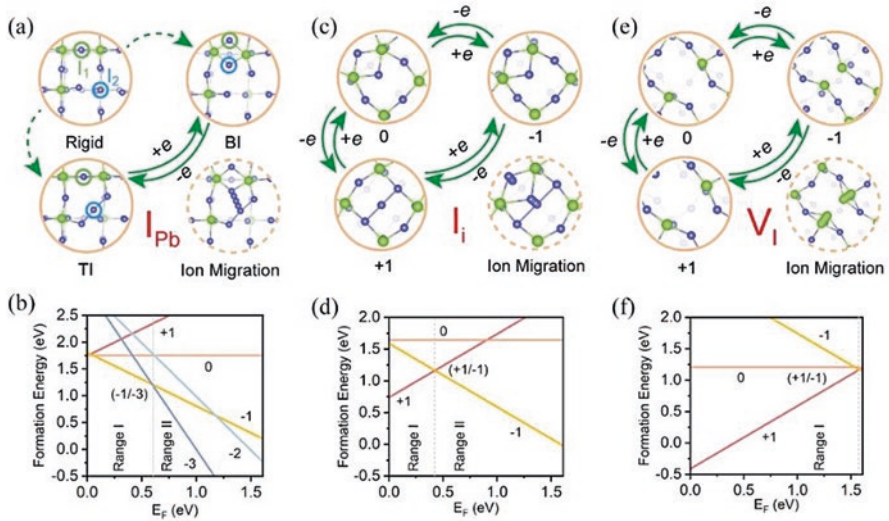 (a)
I1
I2
Rigid
BI
+e
-e
TI
IPb
Ion Migration
(c)
-e
+e
0
-1
-e
+e
+e
-e
+1
Ii
Ion Migration
(e)
-e
+e
0
-1
-e
+e
+e
-e
+1
VI
Ion Migration
(b)
Formation Energy (eV)
2.5
2.0
1.5
1.0
0.5
0.0
-0.5
+1
0
(-1/-3)
-1
-2
-3
Range I
Range II
0.0 0.5 1.0 1.5
EF (eV)
(d)
Formation Energy (eV)
2.0
1.5
1.0
0.5
0.0
-0.5
0
(+1/-1)
+1
-1
Range I
Range II
0.0 0.5 1.0 1.5
EF (eV)
(f)
Formation Energy (eV)
2.0
1.5
1.0
0.5
0.0
-0.5
-1
0
(+1/-1)
+1
Range I
0.0 0.5 1.0 1.5
EF (eV)